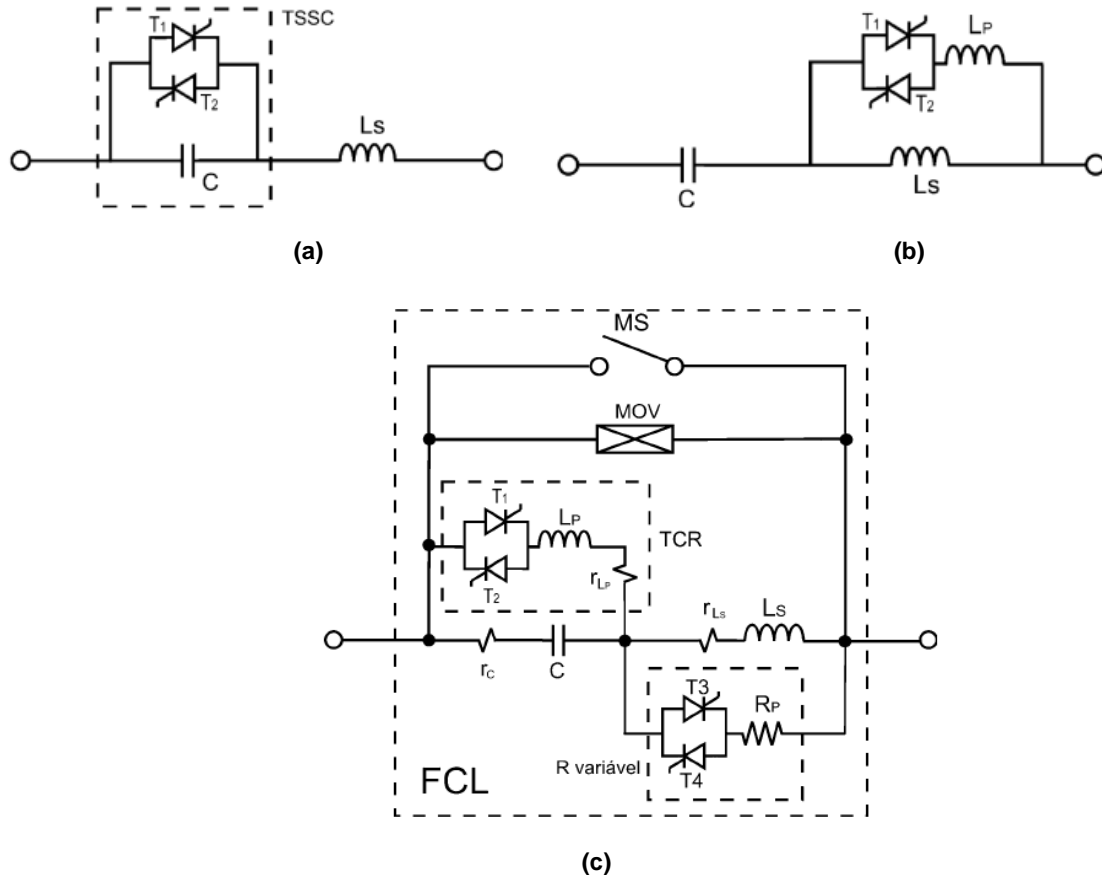 TSSC
T1
T2
C
Ls
(a)
T1
LP
T2
C
Ls
(b)
MS
MOV
T1
LP
TCR
T2
rLP
rLS
LS
rC
C
T3
RP
R variável
T4
FCL
(c)